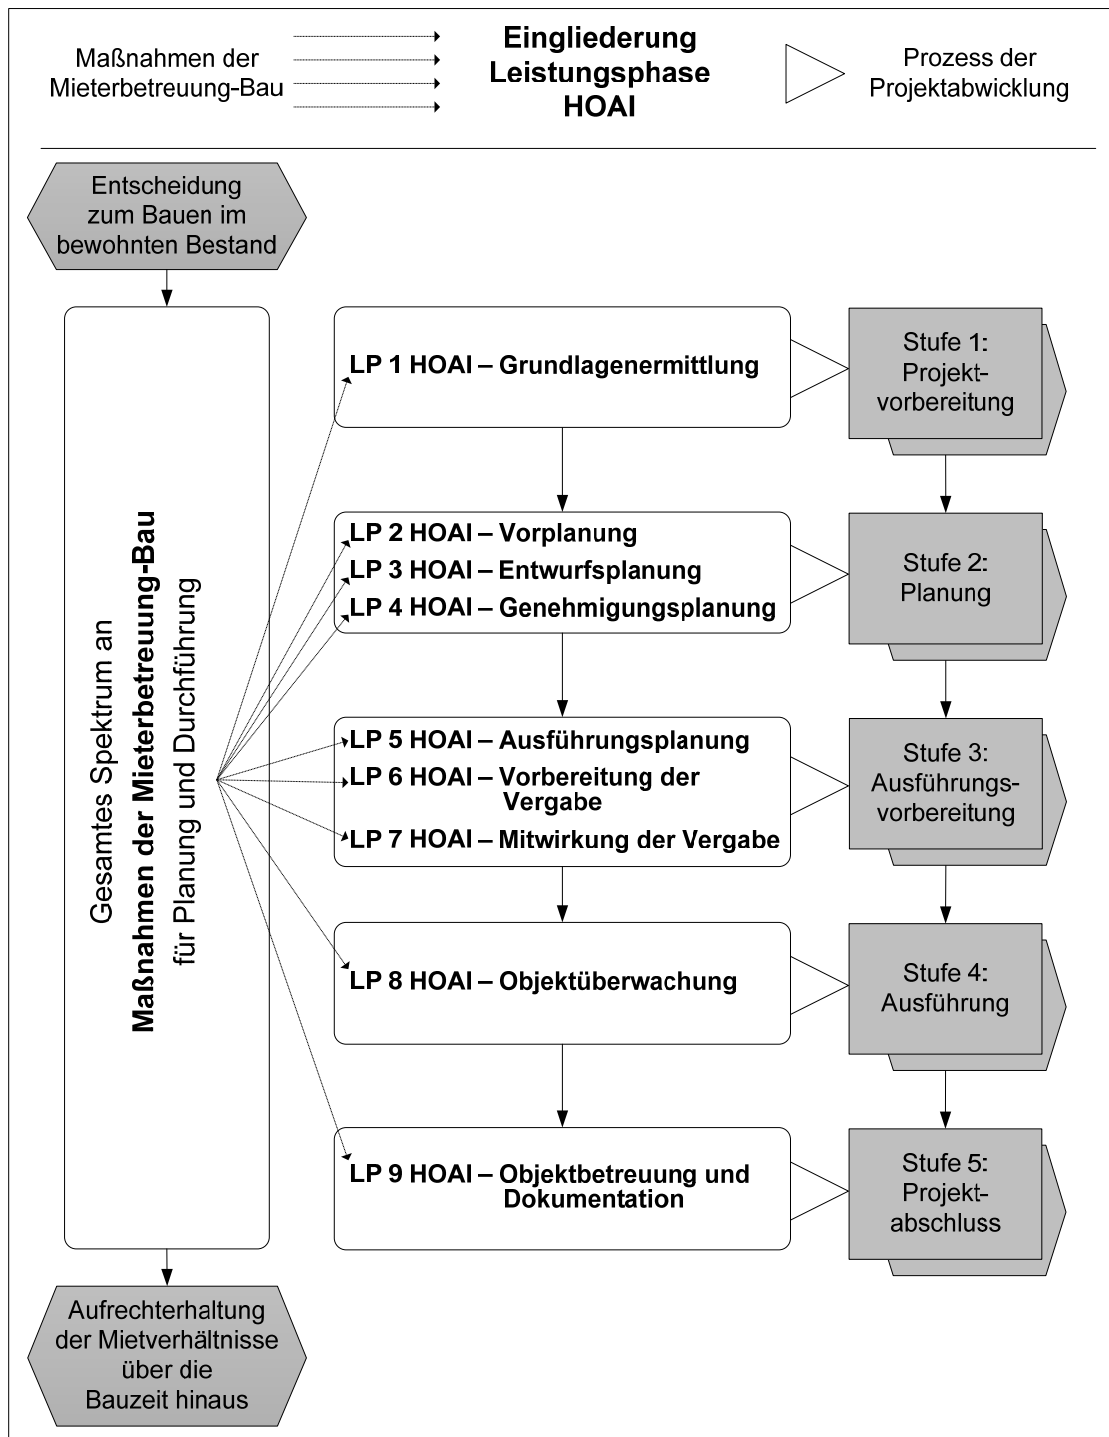 Maßnahmen der
Mieterbetreuung-Bau
Eingliederung
Leistungsphase
HOAI
Prozess der
Projektabwicklung
Entscheidung
zum Bauen im
bewohnten Bestand
Gesamtes Spektrum an
Maßnahmen der Mieterbetreuung-Bau
für Planung und Durchführung
Aufrechterhaltung
der Mietverhältnisse
über die
Bauzeit hinaus
LP 1 HOAI – Grundlagenermittlung
LP 2 HOAI – Vorplanung
LP 3 HOAI – Entwurfsplanung
LP 4 HOAI – Genehmigungsplanung
LP 5 HOAI – Ausführungsplanung
LP 6 HOAI – Vorbereitung der
Vergabe
LP 7 HOAI – Mitwirkung der Vergabe
LP 8 HOAI – Objektüberwachung
LP 9 HOAI – Objektbetreuung und
Dokumentation
Stufe 1:
Projekt-
vorbereitung
Stufe 2:
Planung
Stufe 3:
Ausführungs-
vorbereitung
Stufe 4:
Ausführung
Stufe 5:
Projekt-
abschluss